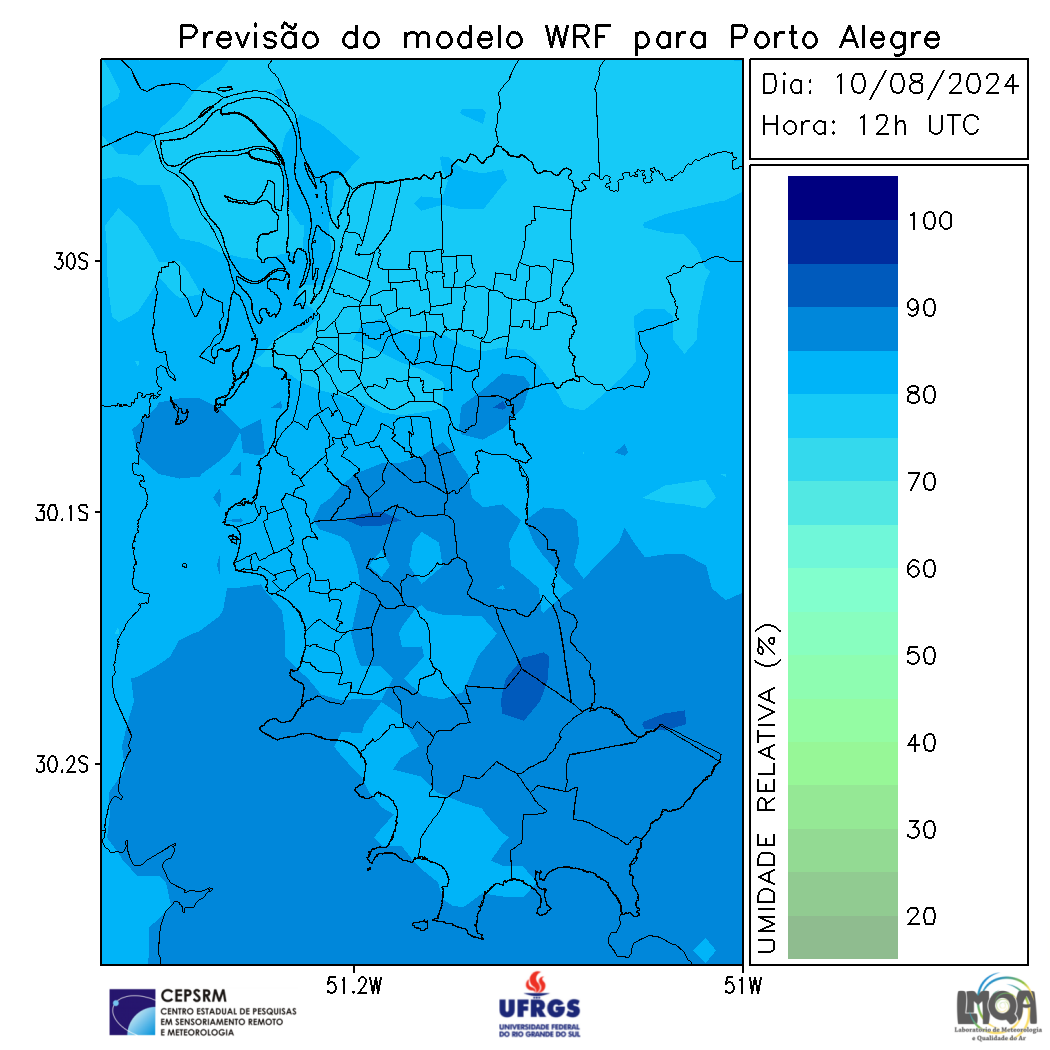 Previsão do modelo WRF para Porto Alegre
Dia: 10/08/2024
Hora: 12h UTC
30S
30.1S
30.2S
51.2W
51W
100
90
80
70
60
50
40
30
20
UMIDADE RELATIVA (%)
CEPSRM
CENTRO ESTADUAL DE PESQUISAS
EM SENSORIAMENTO REMOTO
E METEOROLOGIA
UFRGS
UNIVERSIDADE FEDERAL
DO RIO GRANDE DO SUL
LMQA
Laboratório de Meteorologia
e Qualidade do Ar